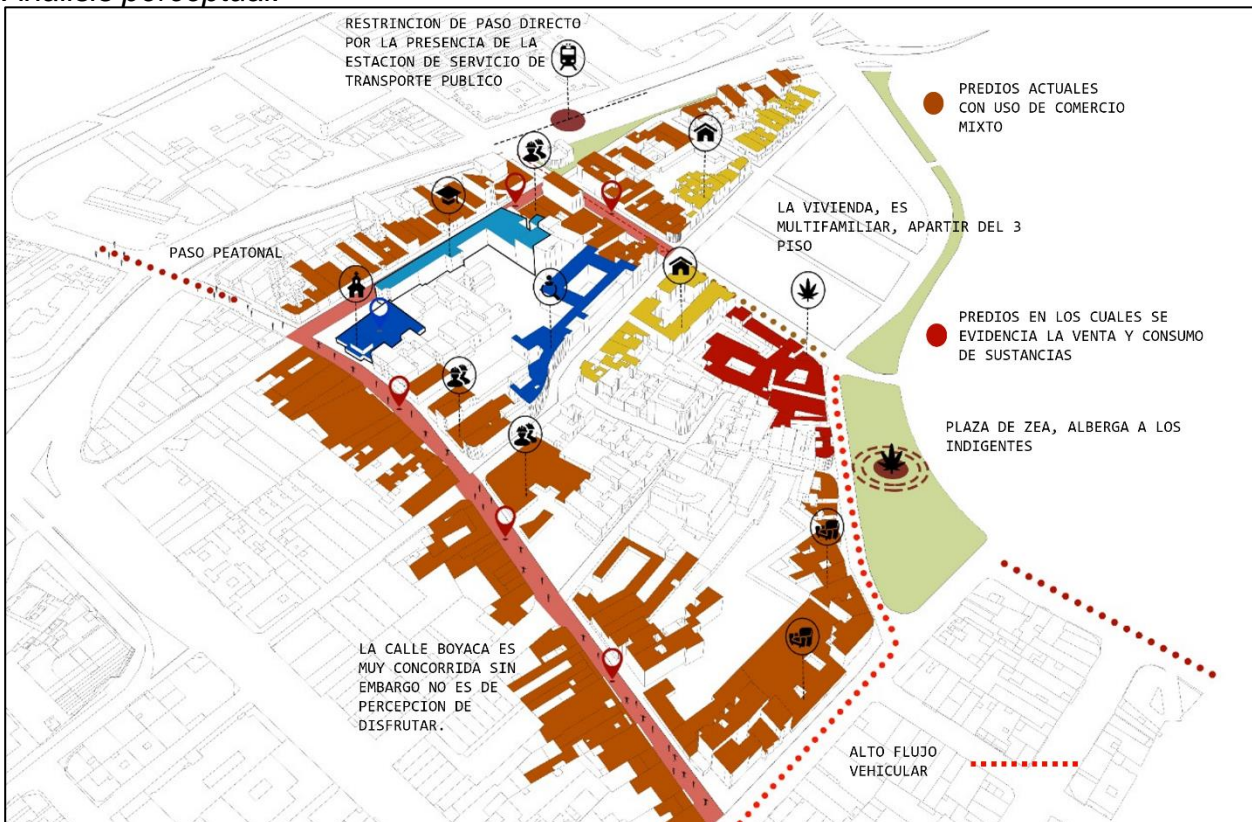 Análisis perceptual.
RESTRINCION DE PASO DIRECTO
POR LA PRESENCIA DE LA
ESTACION DE SERVICIO DE
TRANSPORTE PUBLICO
PREDIOS ACTUALES
CON USO DE COMERCIO
MIXTO
LA VIVIENDA, ES
MULTIFAMILIAR, APARTIR DEL 3
PISO
PASO PEATONAL
PREDIOS EN LOS CUALES SE
EVIDENCIA LA VENTA Y CONSUMO
DE SUSTANCIAS
PLAZA DE ZEA, ALBERGA A LOS
INDIGENTES
LA CALLE BOYACA ES
MUY CONCORRIDA SIN
EMBARGO NO ES DE
PERCEPCION DE
DISFRUTAR.
ALTO FLUJO
VEHICULAR